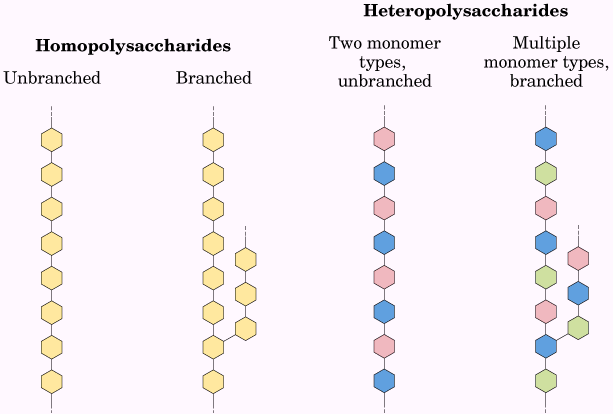 Homopolysaccharides
Unbranched
Branched
Heteropolysaccharides
Two monomer
types,
unbranched
Multiple
monomer types,
branched